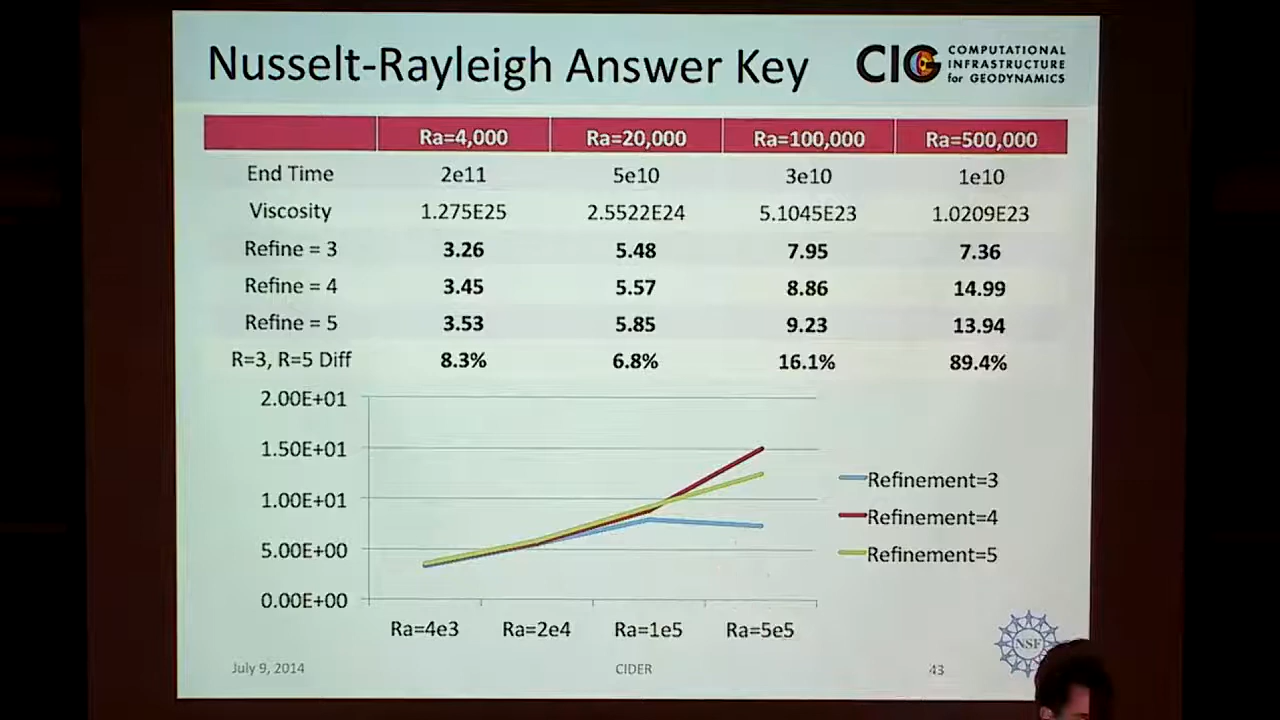 Nusselt-Rayleigh Answer Key
CIG
COMPUTATIONAL
INFRASTRUCTURE
for GEODYNAMICS
Ra=4,000 Ra=20,000 Ra=100,000 Ra=500,000
End Time 2e11 5e10 3e10 1e10
Viscosity 1.275E25 2.5522E24 5.1045E23 1.0209E23
Refine = 3 3.26 5.48 7.95 7.36
Refine = 4 3.45 5.57 8.86 14.99
Refine = 5 3.53 5.85 9.23 13.94
R=3, R=5 Diff 8.3% 6.8% 16.1% 89.4%
2.00E+01
1.50E+01
1.00E+01
5.00E+00
0.00E+00
Ra=4e3 Ra=2e4 Ra=1e5 Ra=5e5
Refinement=3
Refinement=4
Refinement=5
July 9, 2014 CIDER 43
NSF